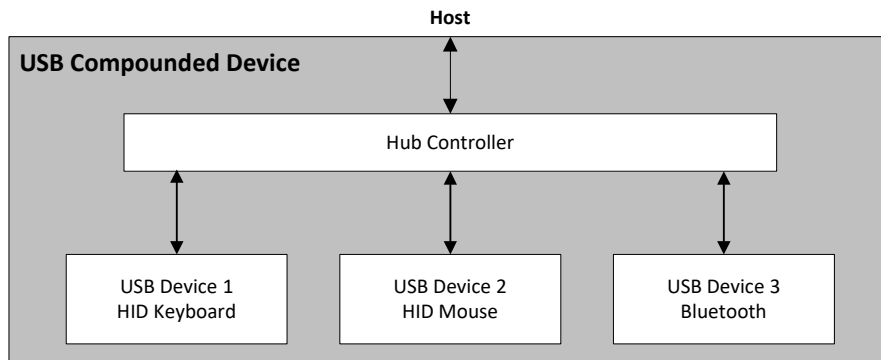 Host
USB Compounded Device
Hub Controller
USB Device 1
HID Keyboard
USB Device 2
HID Mouse
USB Device 3
Bluetooth